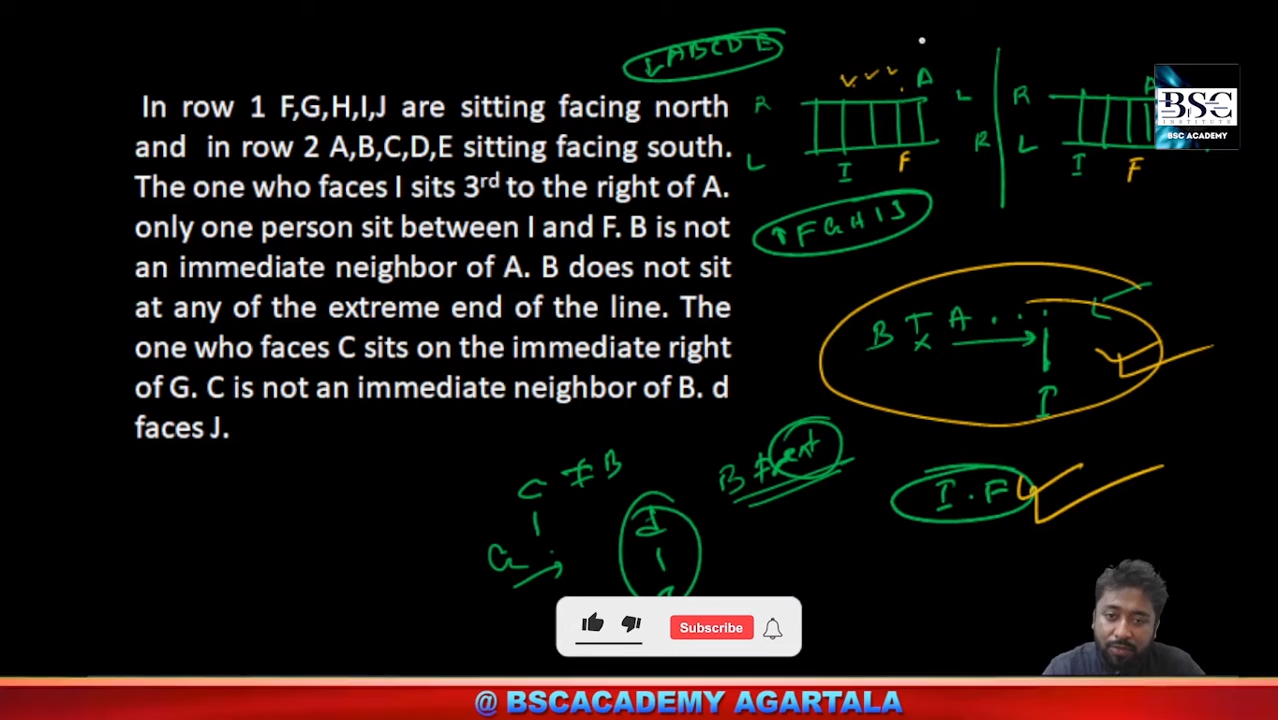 ↓ABCDE
A
R
L
L
R
I
F
R
A
L
I
F
BSC
INSTITUTE
BSC ACADEMY
In row 1 F,G,H,I,J are sitting facing north
and in row 2 A,B,C,D,E sitting facing south.
The one who faces I sits 3rd to the right of A.
only one person sit between I and F. B is not
an immediate neighbor of A. B does not sit
at any of the extreme end of the line. The
one who faces C sits on the immediate right
of G. C is not an immediate neighbor of B. d
faces J.
↑FGHIJ
B
A . . .
I
C ≠ B
G
d
B ≠ ext
I . F
Subscribe
@ BSCACADEMY AGARTALA